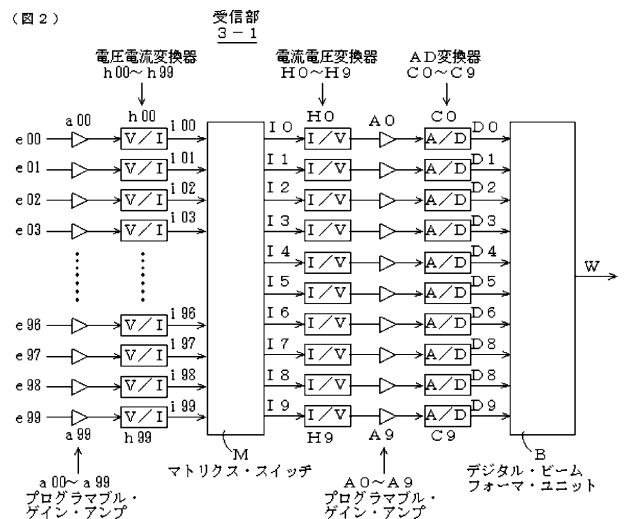 (図2)
受信部
3-1
電圧電流変換器
h00~h99
電流電圧変換器
H0~H9
AD変換器
C0~C9
a00 h00 i00 I0 H0 A0 C0 D0
e00 V/I I/V A/D
e01 V/I i01 I1 I/V A/D D1
e02 V/I i02 I2 I/V A/D D2
e03 V/I i03 I3 I/V A/D D3
I4 I/V A/D D4
I5 I/V A/D D5
W
e96 V/I i96 I6 I/V A/D D6
e97 V/I i97 I7 I/V A/D D8
e98 V/I i98 I8 I/V A/D D8
e99 V/I i99 I9 I/V A/D D9
a99 h99 M H9 A9 C9 B
マトリクス・スイッチ
デジタル・ビーム
フォーマ・ユニット
a00~a99
プログラマブル・
ゲイン・アンプ
A0~A9
プログラマブル・
ゲイン・アンプ